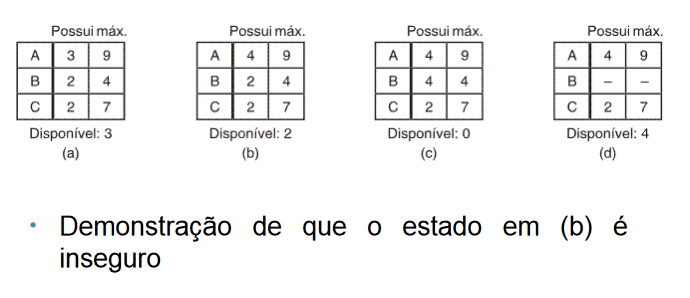 Possui máx. Possui máx. Possui máx. Possui máx.
A 3 9 A 4 9 A 4 9 A 4 9
B 2 4 B 2 4 B 4 4 B – –
C 2 7 C 2 7 C 2 7 C 2 7
Disponível: 3 Disponível: 2 Disponível: 0 Disponível: 4
(a) (b) (c) (d)
• Demonstração de que o estado em (b) é
inseguro